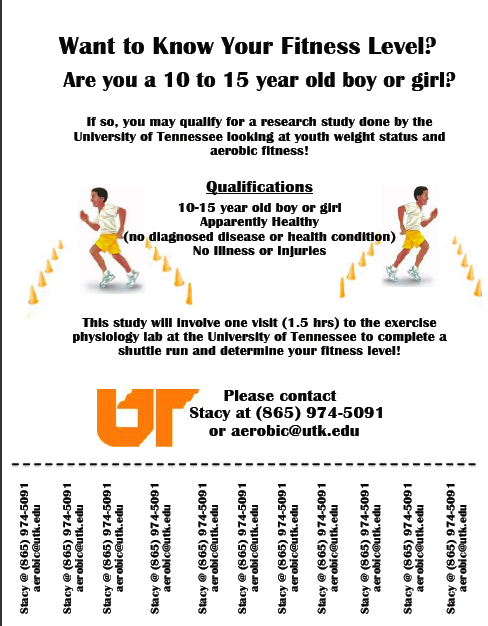 Want to Know Your Fitness Level?
Are you a 10 to 15 year old boy or girl?
If so, you may qualify for a research study done by the
University of Tennessee looking at youth weight status and
aerobic fitness!
Qualifications
10-15 year old boy or girl
Apparently Healthy
(no diagnosed disease or health condition)
No Illness or Injuries
This study will involve one visit (1.5 hrs) to the exercise
physiology lab at the University of Tennessee to complete a
shuttle run and determine your fitness level!
UT
Please contact
Stacy at (865) 974-5091
or aerobic@utk.edu
Stacy @ (865) 974-5091
aerobic@utk.edu
Stacy @ (865) 974-5091
aerobic@utk.edu
Stacy @ (865) 974-5091
aerobic@utk.edu
Stacy @ (865) 974-5091
aerobic@utk.edu
Stacy @ (865) 974-5091
aerobic@utk.edu
Stacy @ (865) 974-5091
aerobic@utk.edu
Stacy @ (865) 974-5091
aerobic@utk.edu
Stacy @ (865) 974-5091
aerobic@utk.edu
Stacy @ (865) 974-5091
aerobic@utk.edu
Stacy @ (865) 974-5091
aerobic@utk.edu
Stacy @ (865) 974-5091
aerobic@utk.edu